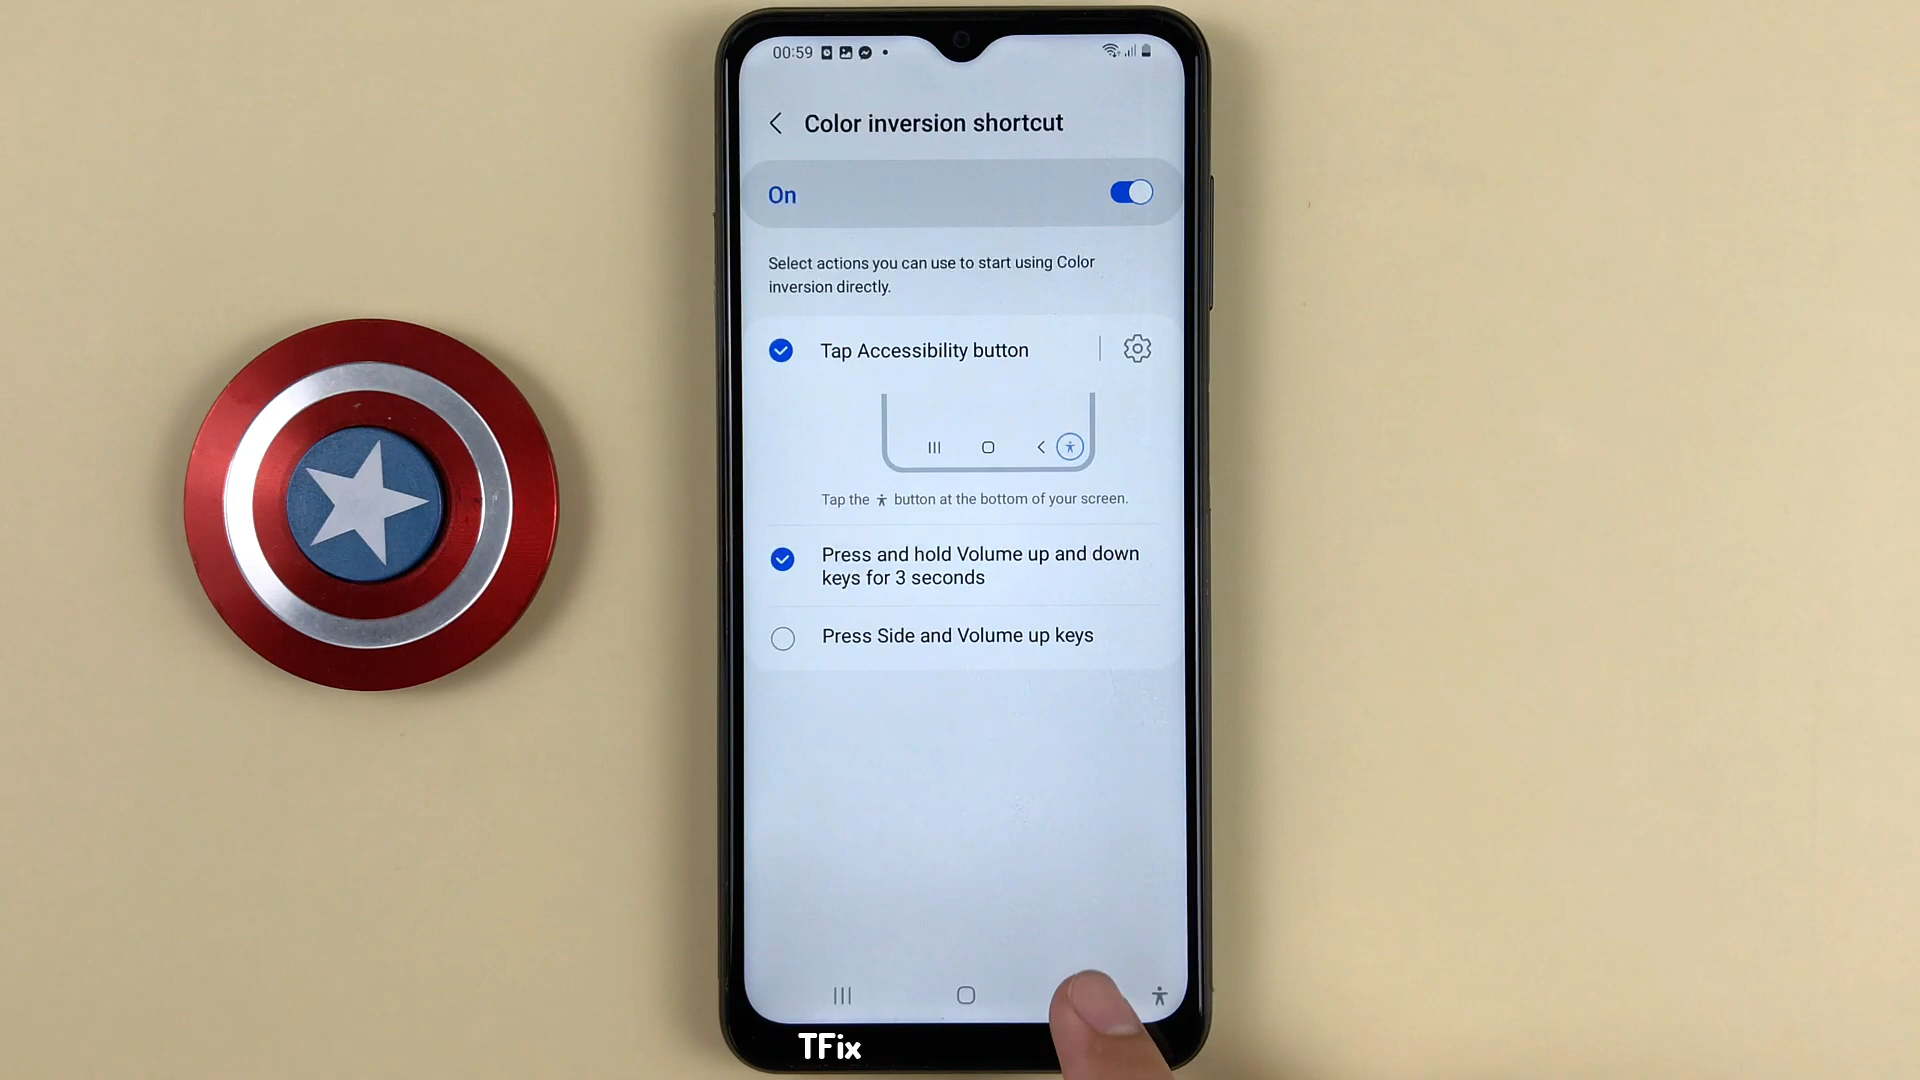 00:59
Color inversion shortcut
On
Select actions you can use to start using Color
inversion directly.
Tap Accessibility button
Tap the button at the bottom of your screen.
Press and hold Volume up and down
keys for 3 seconds
Press Side and Volume up keys
TFix